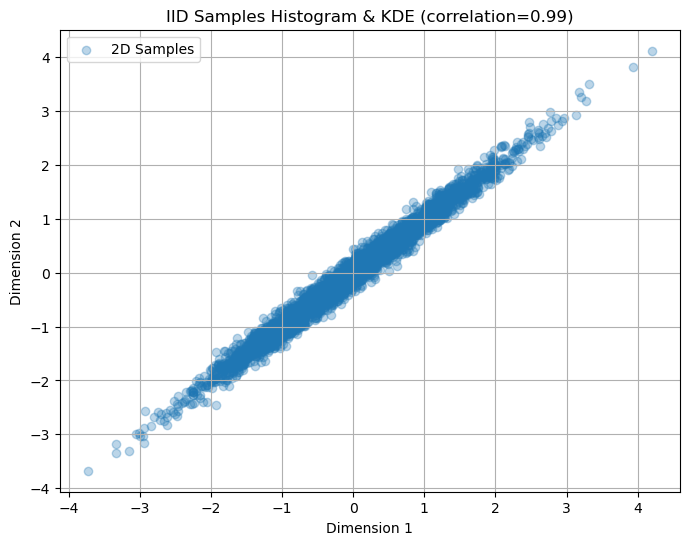 IID Samples Histogram & KDE (correlation=0.99)
2D Samples
Dimension 2
4
3
2
1
0
−1
−2
−3
−4
−4 −3 −2 −1 0 1 2 3 4
Dimension 1